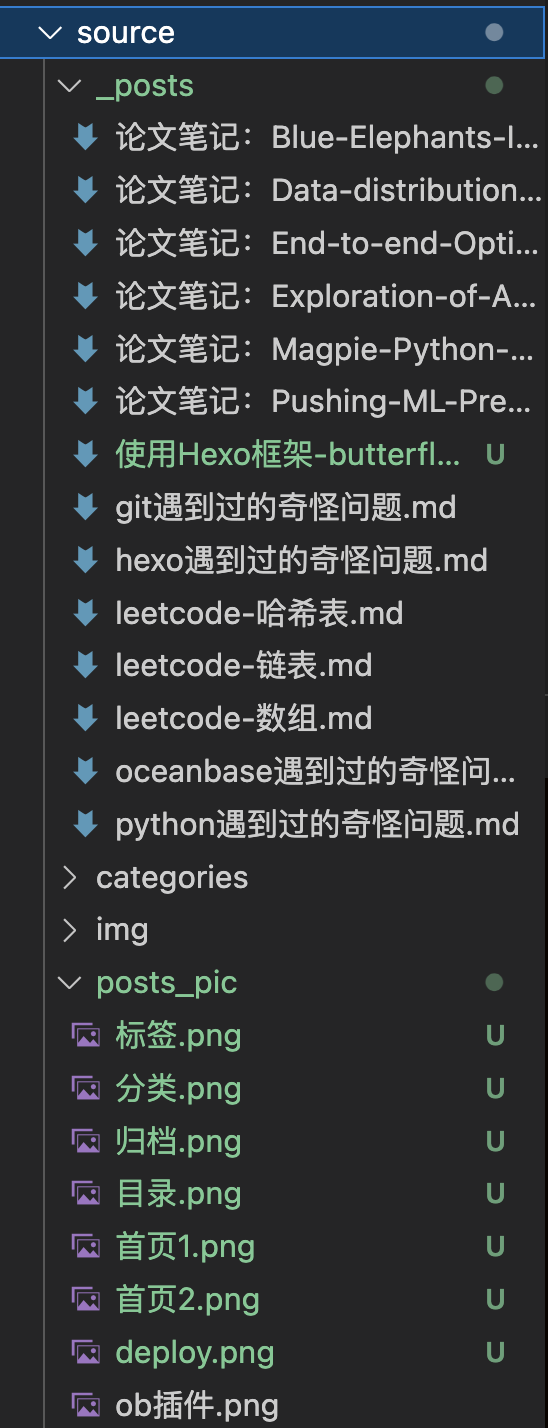 source
_posts
论文笔记：Blue-Elephants-I...
论文笔记：Data-distribution...
论文笔记：End-to-end-Opti...
论文笔记：Exploration-of-A...
论文笔记：Magpie-Python-...
论文笔记：Pushing-ML-Pre...
使用Hexo框架-butterfl... U
git遇到过的奇怪问题.md
hexo遇到过的奇怪问题.md
leetcode-哈希表.md
leetcode-链表.md
leetcode-数组.md
oceanbase遇到过的奇怪问...
python遇到过的奇怪问题.md
categories
img
posts_pic
标签.png U
分类.png U
归档.png U
目录.png U
首页1.png U
首页2.png U
deploy.png U
ob插件.png